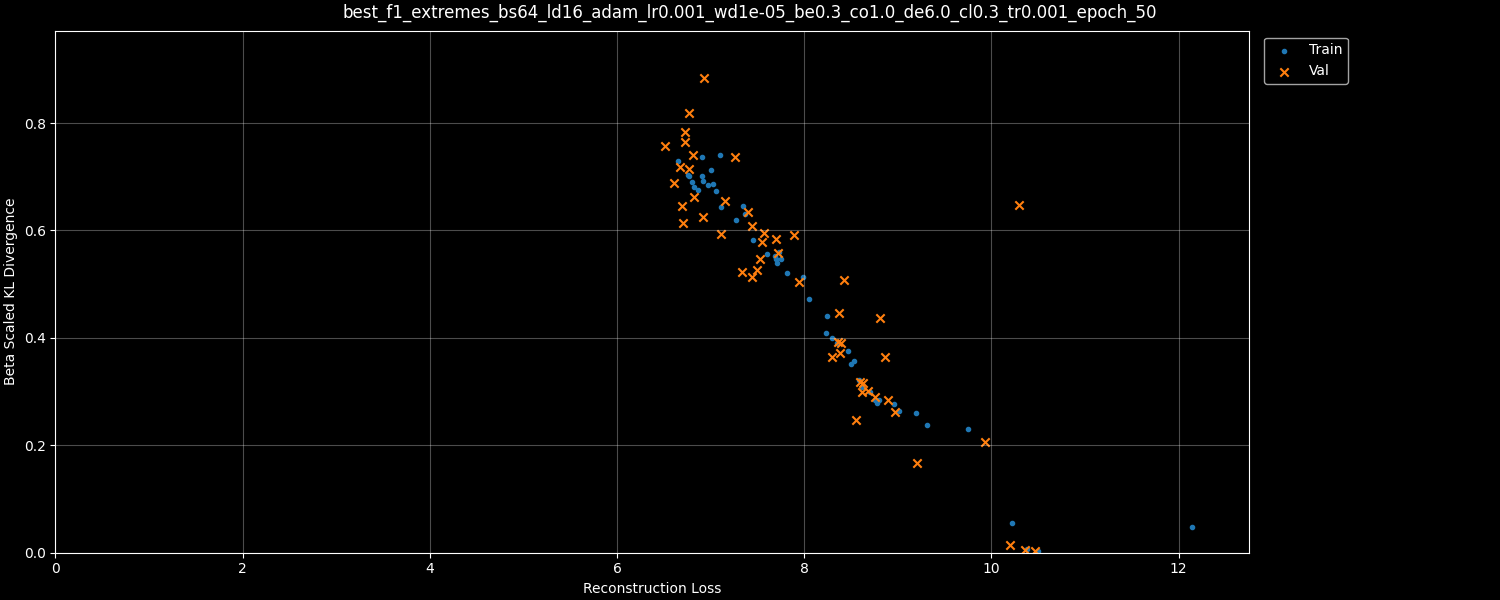 best_f1_extremes_bs64_ld16_adam_lr0.001_wd1e-05_be0.3_co1.0_de6.0_cl0.3_tr0.001_epoch_50
Train
Val
Beta Scaled KL Divergence
0.8
0.6
0.4
0.2
0.0
0
2
4
6
8
10
12
Reconstruction Loss